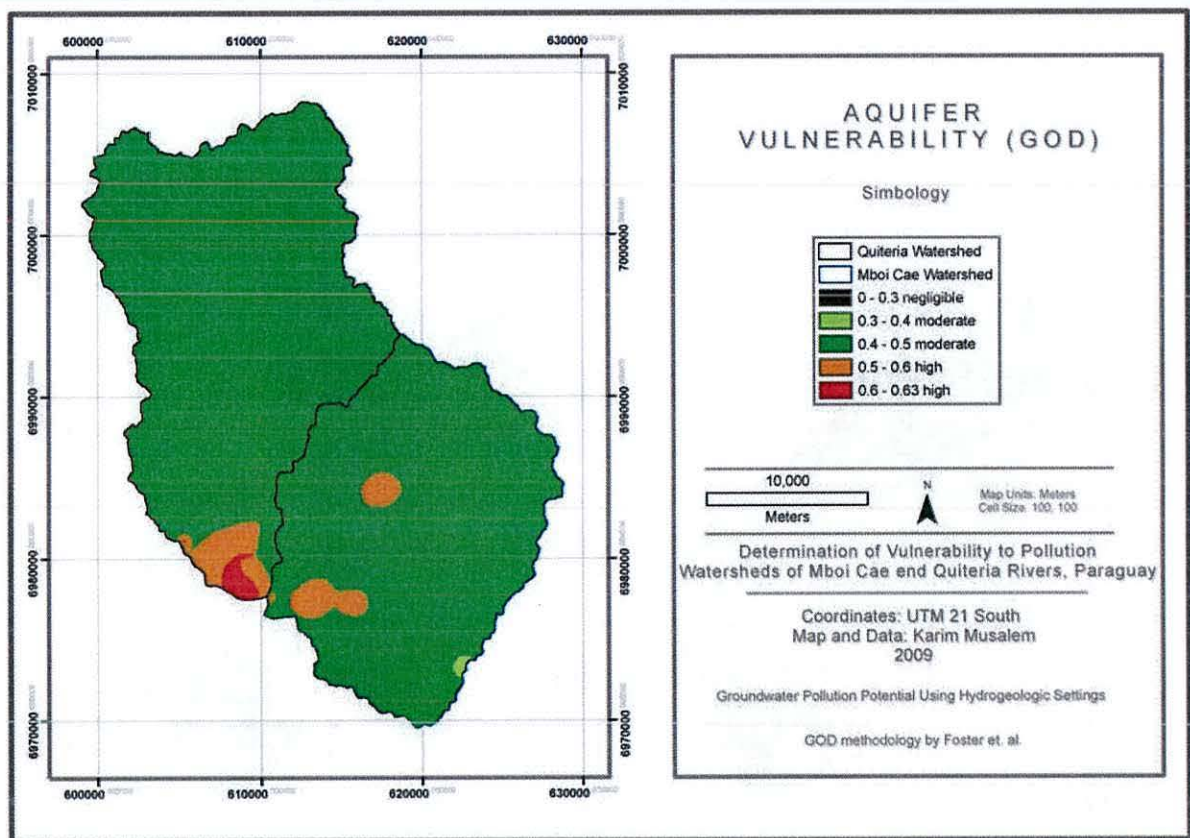 600000 610000 620000 630000
7010000 7010000
7000000 7000000
6990000 6990000
6980000 6980000
6970000 6970000
600000 610000 620000 630000
AQUIFER
VULNERABILITY (GOD)
Simbology
Quiteria Watershed
Mboi Cae Watershed
0 - 0.3 negligible
0.3 - 0.4 moderate
0.4 - 0.5 moderate
0.5 - 0.6 high
0.6 - 0.63 high
10,000
Meters
N
Map Units: Meters
Cell Size: 100, 100
Determination of Vulnerability to Pollution
Watersheds of Mboi Cae end Quiteria Rivers, Paraguay
Coordinates: UTM 21 South
Map and Data: Karim Musalem
2009
Groundwater Pollution Potential Using Hydrogeologic Settings
GOD methodology by Foster et. al.